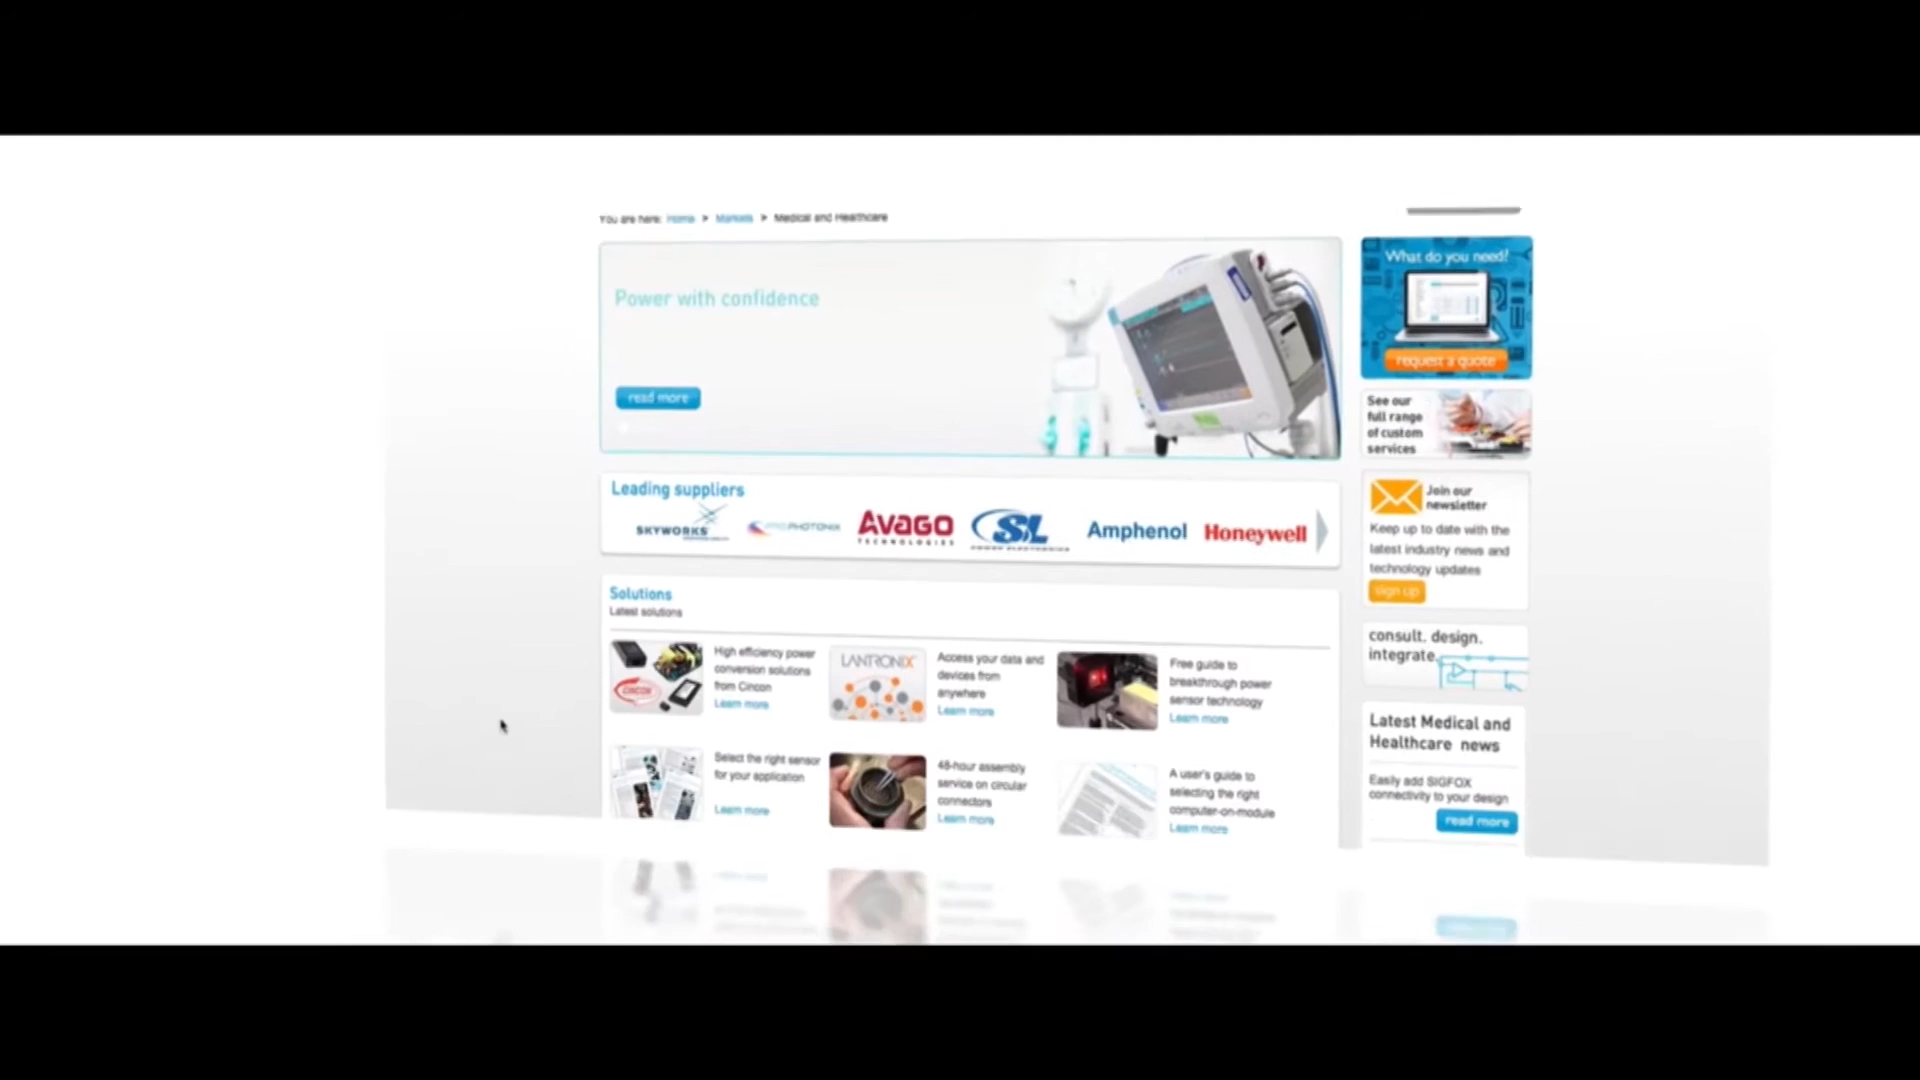 You are here: Home > Markets > Medical and Healthcare
Power with confidence
read more
What do you need?
request a quote
See our
full range
of custom
services
Leading suppliers
SKYWORKS
PHOTONIX
AVAGO
TECHNOLOGIES
SL
POWER ELECTRONICS
Amphenol
Honeywell
Join our
newsletter
Keep up to date with the
latest industry news and
technology updates
sign up
Solutions
Latest solutions
CINCON
High efficiency power
conversion solutions
from Cincon
Learn more
LANTRONIX
Access your data and
devices from
anywhere
Learn more
Free guide to
breakthrough power
sensor technology
Learn more
Select the right sensor
for your application
Learn more
48-hour assembly
service on circular
connectors
Learn more
A user's guide to
selecting the right
computer-on-module
Learn more
consult. design.
integrate.
Latest Medical and
Healthcare news
Easily add SIGFOX
connectivity to your design
read more